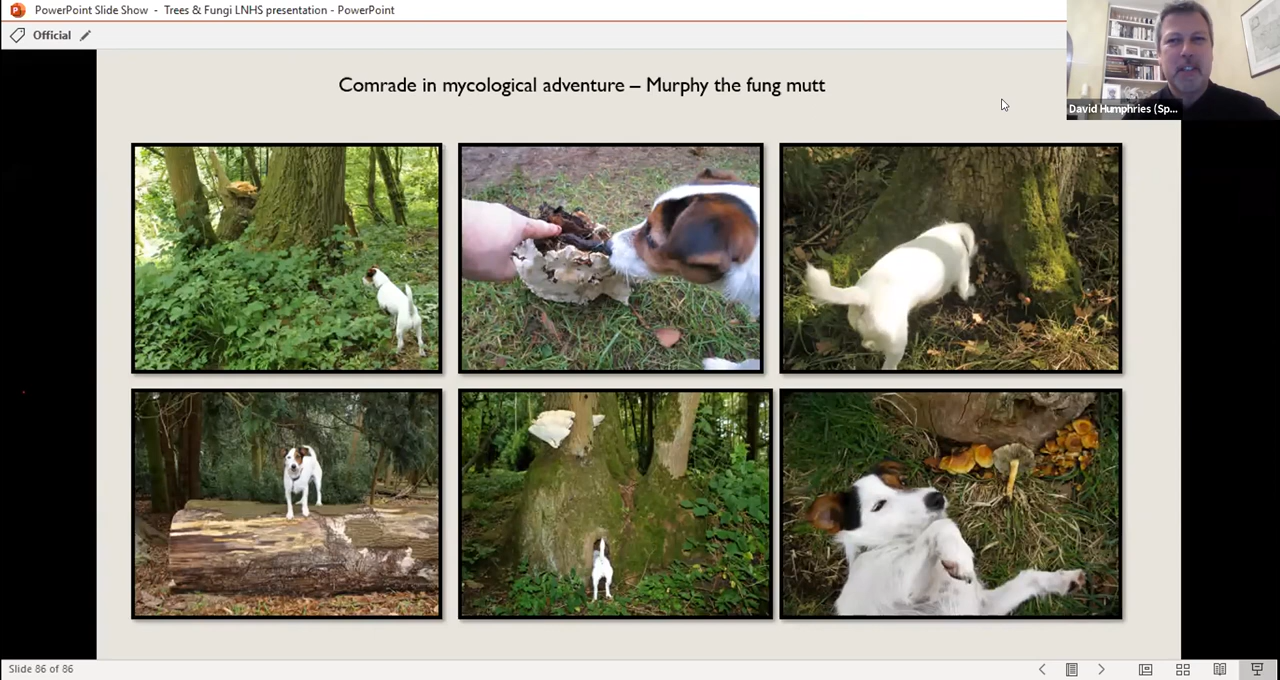 PowerPoint Slide Show - Trees & Fungi LNHS presentation - PowerPoint
Official
David Humphries (Sp...
Comrade in mycological adventure – Murphy the fung mutt
Slide 86 of 86